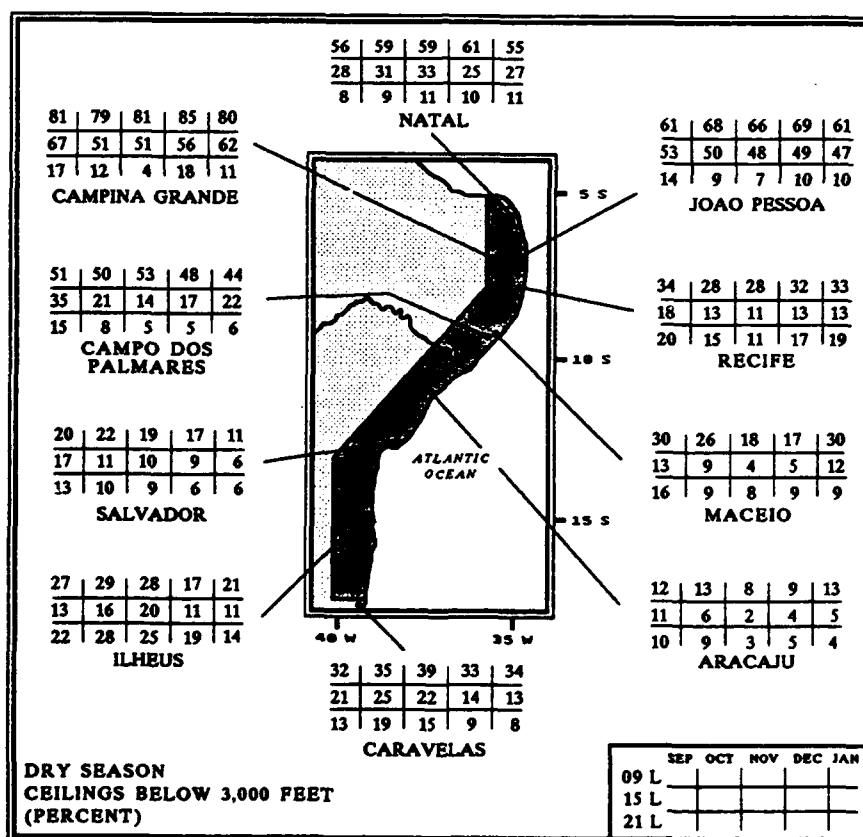 56 59 59 61 55
28 31 33 25 27
8 9 11 10 11
NATAL
81 79 81 85 80
67 51 51 56 62
17 12 4 18 11
CAMPINA GRANDE
61 68 66 69 61
53 50 48 49 47
14 9 7 10 10
JOAO PESSOA
5 S
51 50 53 48 44
35 21 14 17 22
15 8 5 5 6
CAMPO DOS
PALMARES
34 28 28 32 33
18 13 11 13 13
20 15 11 17 19
RECIFE
10 S
20 22 19 17 11
17 11 10 9 6
13 10 9 6 6
SALVADOR
ATLANTIC
OCEAN
30 26 18 17 30
13 9 4 5 12
16 9 8 9 9
MACEIO
15 S
27 29 28 17 21
13 16 20 11 11
22 28 25 19 14
ILHEUS
40 W 35 W
12 13 8 9 13
11 6 2 4 5
10 9 3 5 4
ARACAJU
32 35 39 33 34
21 25 22 14 13
13 19 15 9 8
CARAVELAS
DRY SEASON
CEILINGS BELOW 3,000 FEET
(PERCENT)
SEP OCT NOV DEC JAN
09 L
15 L
21 L